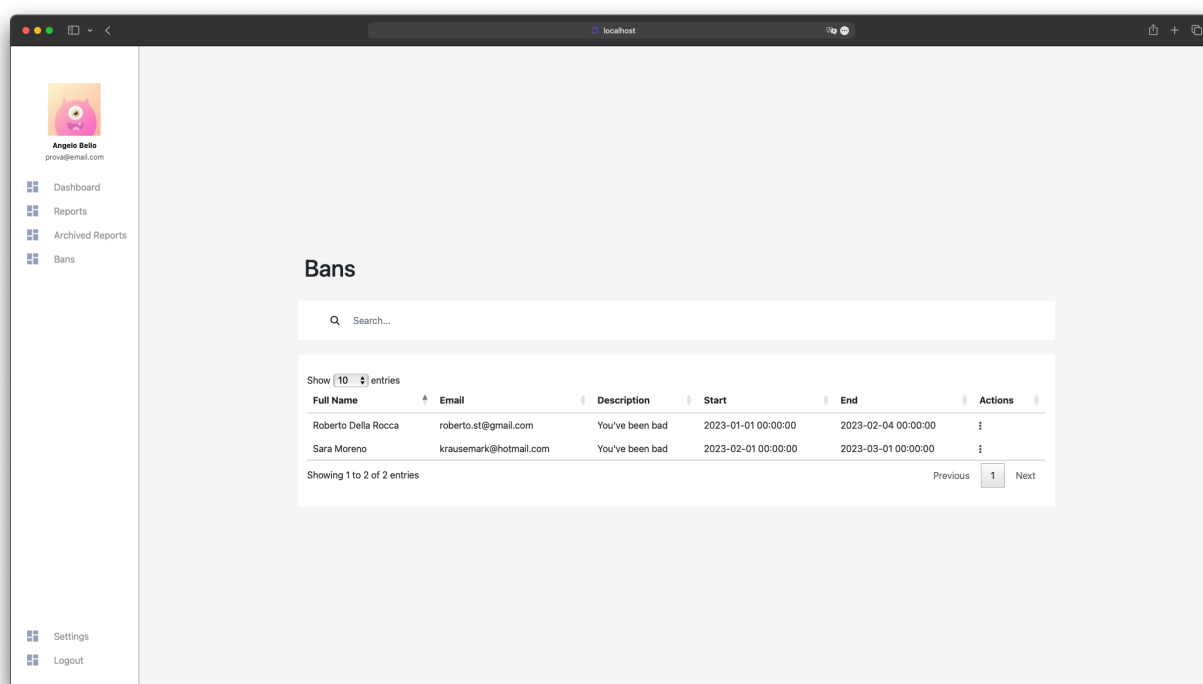 localhost
Angelo Bello
prova@email.com
Dashboard
Reports
Archived Reports
Bans
Bans
Search...
Show 10 entries
Full Name Email Description Start End Actions
Roberto Della Rocca roberto.st@gmail.com You've been bad 2023-01-01 00:00:00 2023-02-04 00:00:00
Sara Moreno krausemark@hotmail.com You've been bad 2023-02-01 00:00:00 2023-03-01 00:00:00
Showing 1 to 2 of 2 entries Previous 1 Next
Settings
Logout